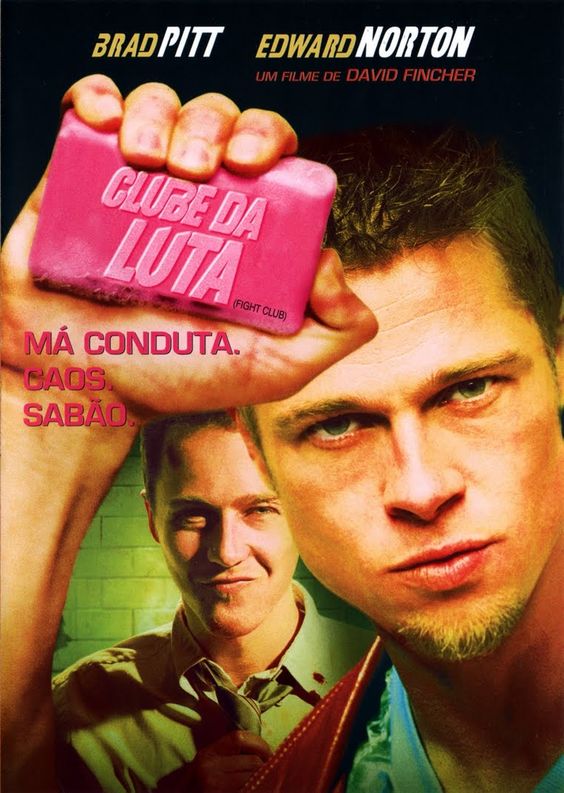 BRAD PITT EDWARD NORTON
UM FILME DE DAVID FINCHER
CLUBE DA
LUTA
(FIGHT CLUB)
MÁ CONDUTA.
CAOS.
SABÃO.